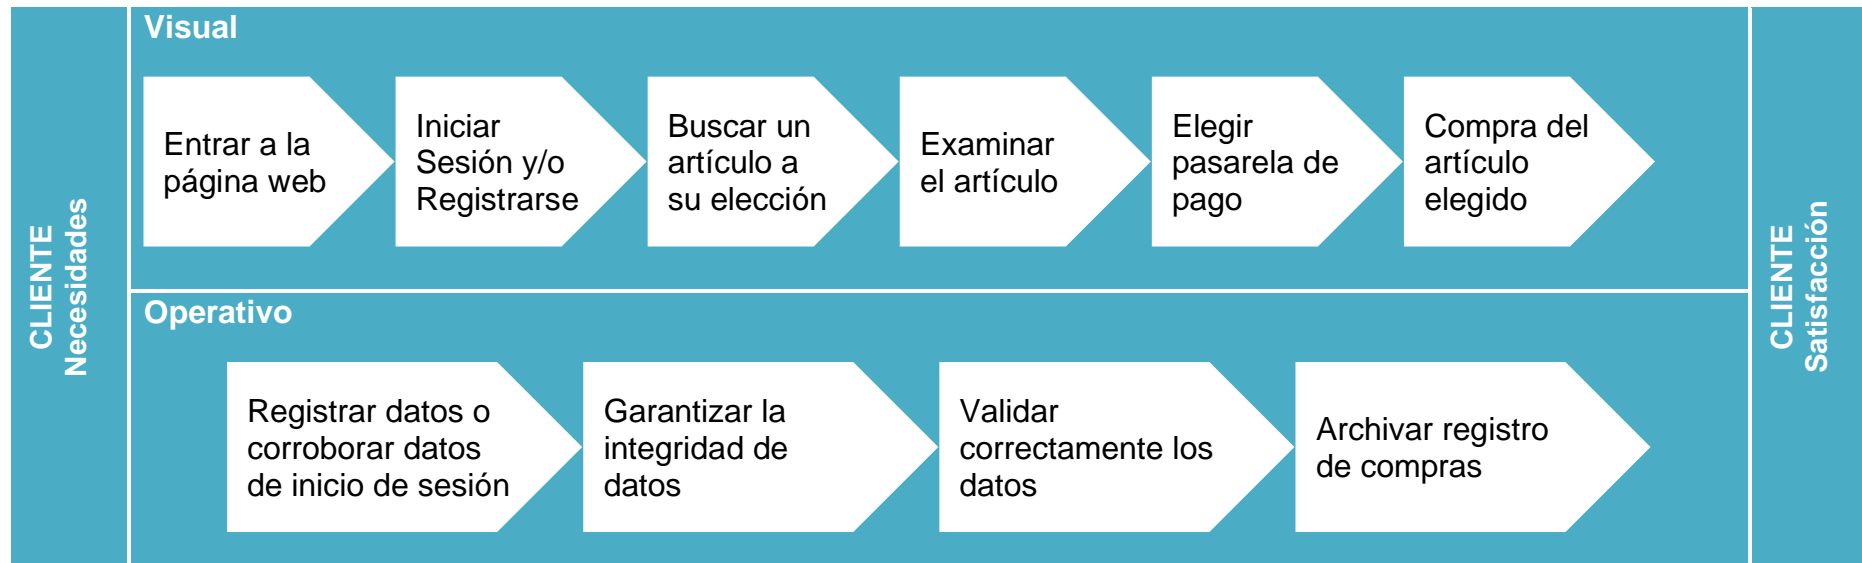 CLIENTE
Necesidades
Visual
Entrar a la
página web
Iniciar
Sesión y/o
Registrarse
Buscar un
artículo a
su elección
Examinar
el artículo
Elegir
pasarela de
pago
Compra del
artículo
elegido
Operativo
Registrar datos o
corroborar datos
de inicio de sesión
Garantizar la
integridad de
datos
Validar
correctamente los
datos
Archivar registro
de compras
CLIENTE
Satisfacción